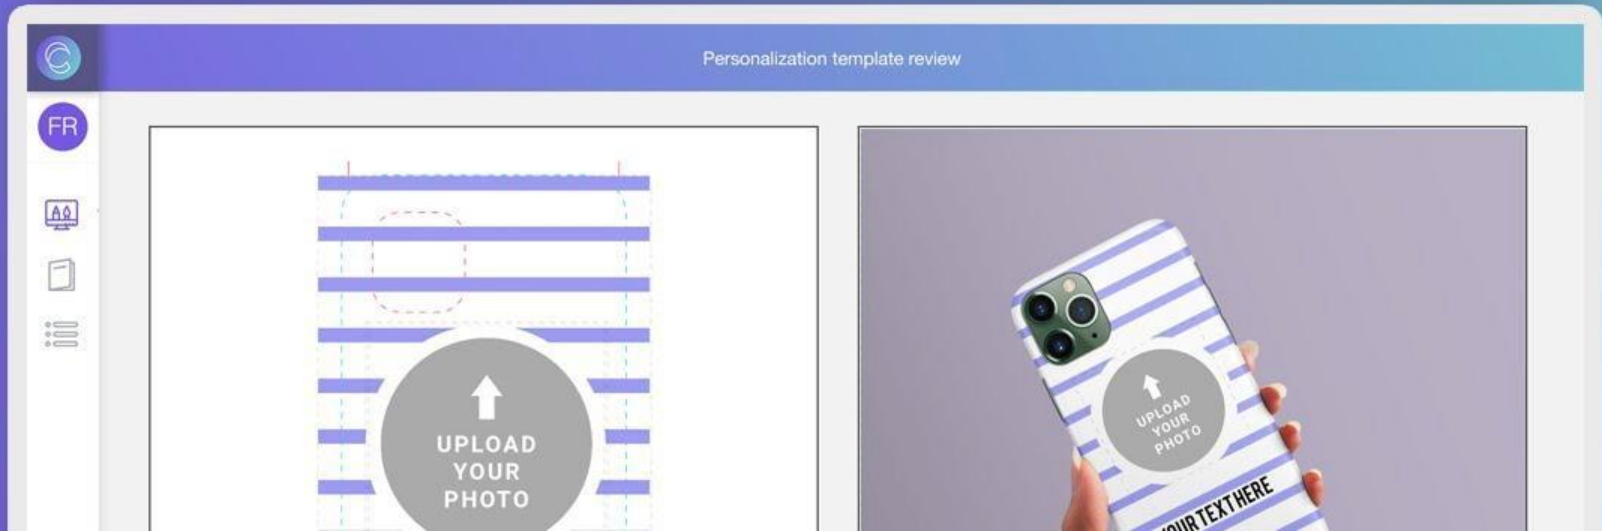 Personalization template review
FR
UPLOAD
YOUR
PHOTO
UPLOAD
YOUR
PHOTO
YOUR TEXT HERE